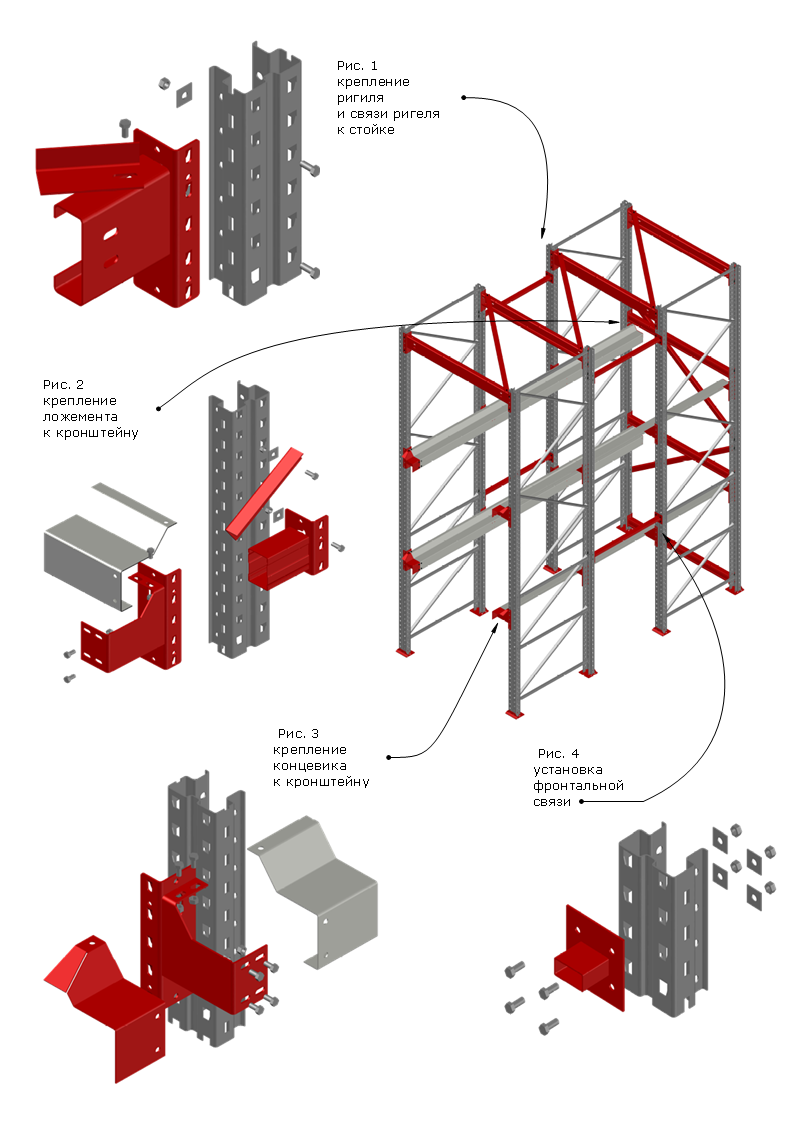 Рис. 1
крепление
ригиля
и связи ригеля
к стойке
Рис. 2
крепление
ложемента
к кронштейну
Рис. 3
крепление
концевика
к кронштейну
Рис. 4
установка
фронтальной
связи